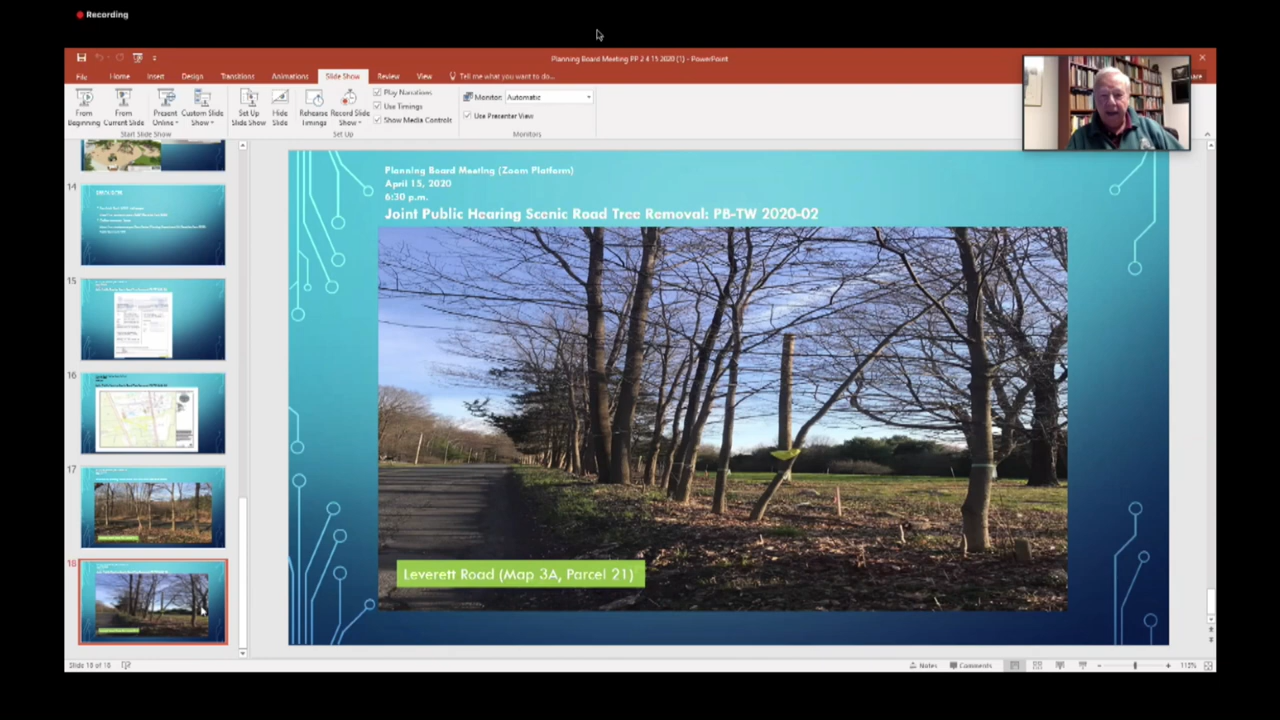 Recording
Planning Board Meeting PP 2 4 15 2020 (1) - PowerPoint
File Home Insert Design Transitions Animations Slide Show Review View Tell me what you want to do...
Play Narrations
Use Timings
Show Media Controls
Monitor: Automatic
Use Presenter View
From Beginning
From Current Slide
Present Online
Custom Slide Show
Set Up Slide Show
Hide Slide
Rehearse Timings
Record Slide Show
Start Slide Show
Set Up
Monitors
14
15
16
17
18
Planning Board Meeting (Zoom Platform)
April 15, 2020
6:30 p.m.
Joint Public Hearing Scenic Road Tree Removal: PB-TW 2020-02
Leverett Road (Map 3A, Parcel 21)
Slide 18 of 18
Notes
Comments
112%